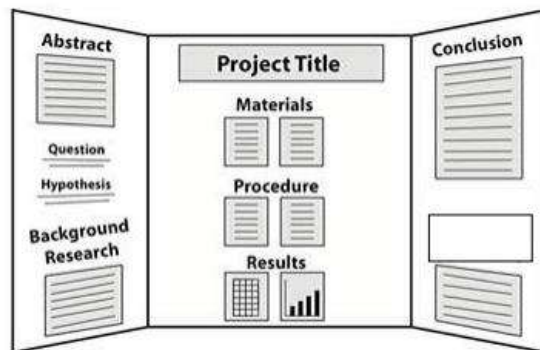 Abstract
Question
Hypothesis
Background
Research
Project Title
Materials
Procedure
Results
Conclusion